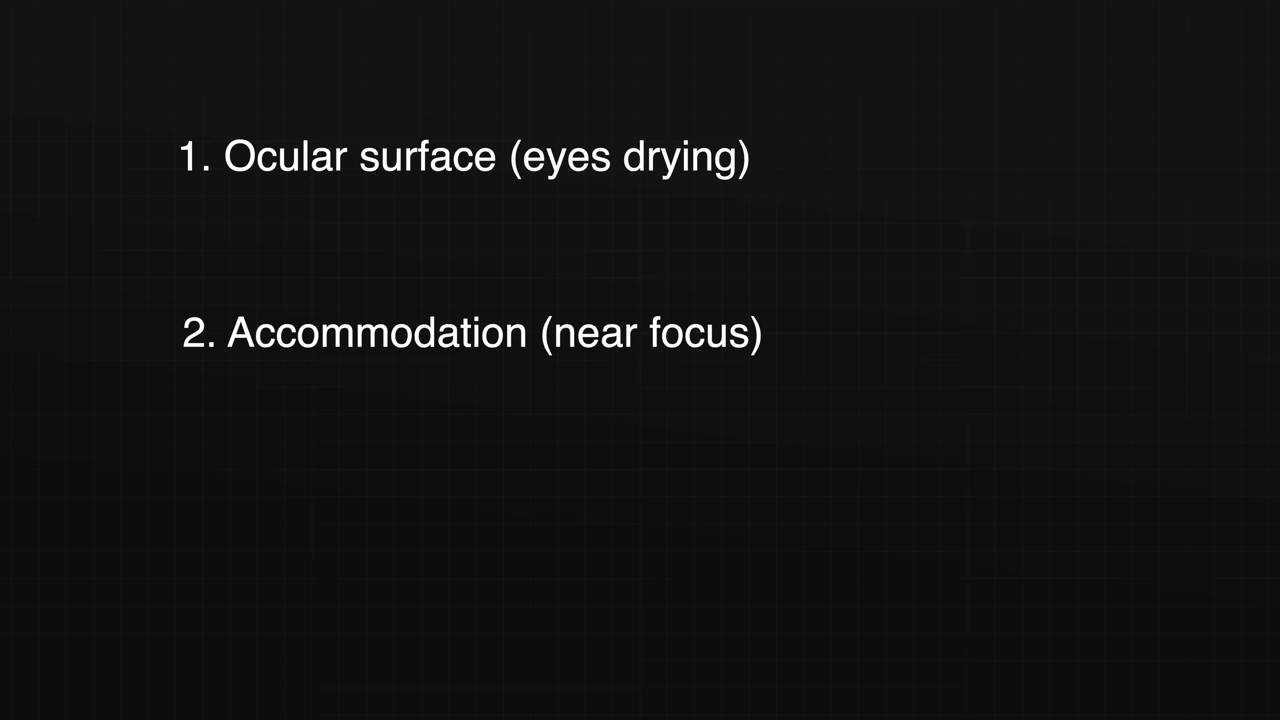 1. Ocular surface (eyes drying)
2. Accommodation (near focus)